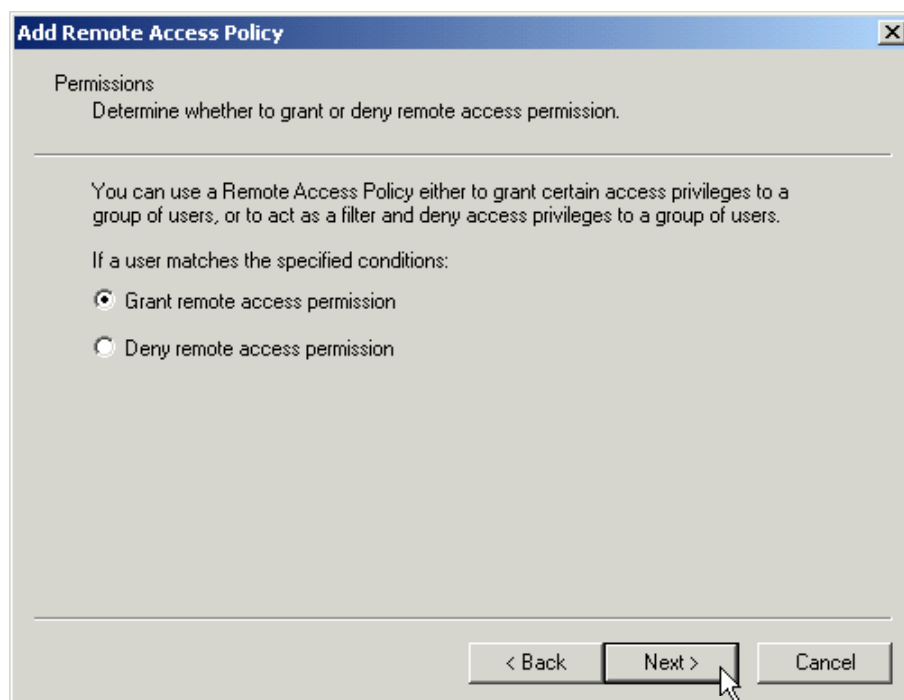 Add Remote Access Policy
Permissions
Determine whether to grant or deny remote access permission.
You can use a Remote Access Policy either to grant certain access privileges to a
group of users, or to act as a filter and deny access privileges to a group of users.
If a user matches the specified conditions:
Grant remote access permission
Deny remote access permission
< Back Next > Cancel